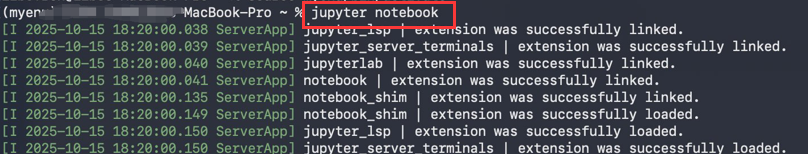 (myen MacBook-Pro ~ % jupyter notebook
[I 2025-10-15 18:20:00.038 ServerApp] jupyter_lsp | extension was successfully linked.
[I 2025-10-15 18:20:00.039 ServerApp] jupyter_server_terminals | extension was successfully linked.
[I 2025-10-15 18:20:00.040 ServerApp] jupyterlab | extension was successfully linked.
[I 2025-10-15 18:20:00.041 ServerApp] notebook | extension was successfully linked.
[I 2025-10-15 18:20:00.135 ServerApp] notebook_shim | extension was successfully linked.
[I 2025-10-15 18:20:00.149 ServerApp] notebook_shim | extension was successfully loaded.
[I 2025-10-15 18:20:00.150 ServerApp] jupyter_lsp | extension was successfully loaded.
[I 2025-10-15 18:20:00.150 ServerApp] jupyter_server_terminals | extension was successfully loaded.